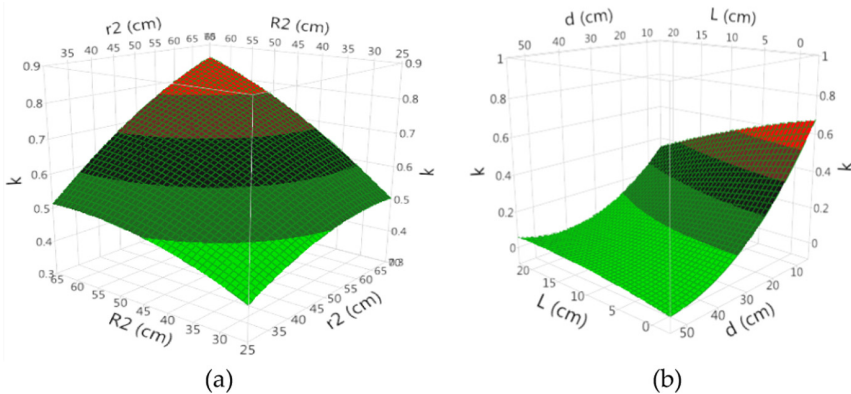 r2 (cm) R2 (cm)
35 40 45 50 55 60 65 65 60 55 50 45 40 35 30 25
0.9 0.8 0.7 0.6 0.5 0.4 0.3
k
0.9 0.8 0.7 0.6 0.5 0.4 0.3
k
65 60 55 50 45 40 35 30 25
R2 (cm)
35 40 45 50 55 60 65
r2 (cm)
(a)
d (cm) L (cm)
50 40 30 20 10 20 15 10 5 0
1 0.8 0.6 0.4 0.2 0
k
1 0.8 0.6 0.4 0.2 0
k
20 15 10 5 0
L (cm)
50 40 30 20 10
d (cm)
(b)